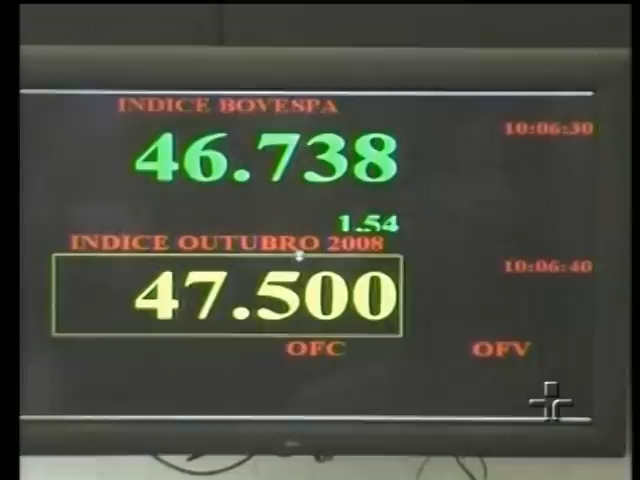 INDICE BOVESPA
10:06:30
46.738
1.54
INDICE OUTUBRO 2008
10:06:40
47.500
OFC OFV